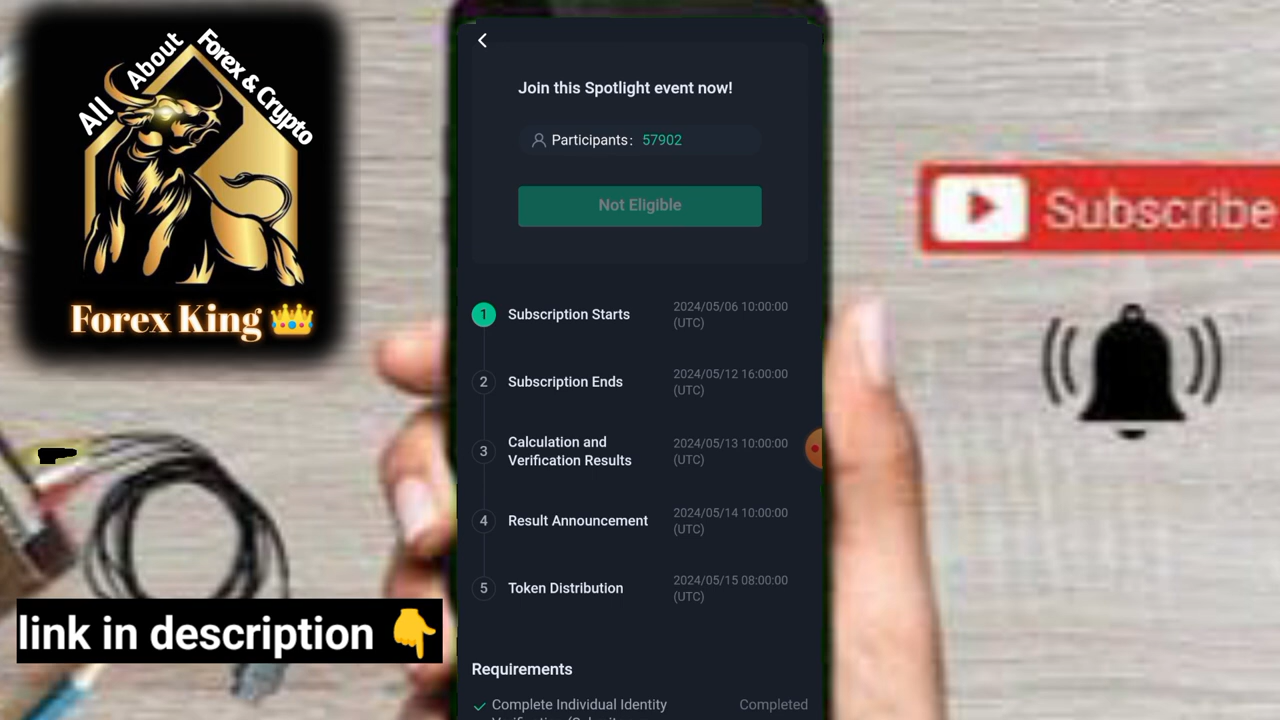 All About Forex & Crypto
Forex King 👑
Join this Spotlight event now!
Participants: 57902
Not Eligible
1 Subscription Starts 2024/05/06 10:00:00
(UTC)
2 Subscription Ends 2024/05/12 16:00:00
(UTC)
3 Calculation and
Verification Results 2024/05/13 10:00:00
(UTC)
4 Result Announcement 2024/05/14 10:00:00
(UTC)
5 Token Distribution 2024/05/15 08:00:00
(UTC)
Requirements
Complete Individual Identity Completed
Subscribe
link in description 👇